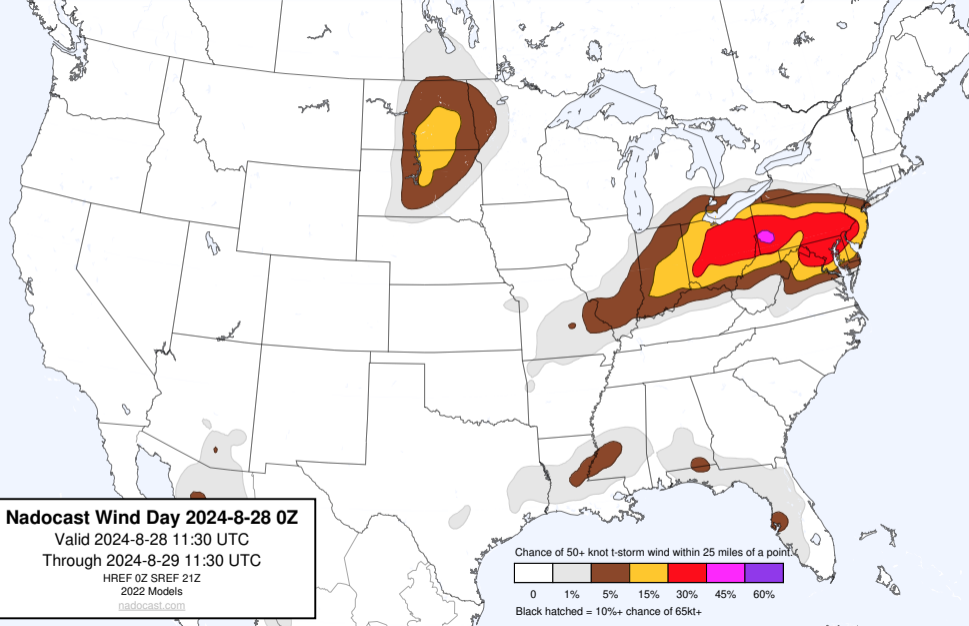 Nadocast Wind Day 2024-8-28 0Z
Valid 2024-8-28 11:30 UTC
Through 2024-8-29 11:30 UTC
HREF 0Z SREF 21Z
2022 Models
nadocast.com
Chance of 50+ knot t-storm wind within 25 miles of a point.
0 1% 5% 15% 30% 45% 60%
Black hatched = 10%+ chance of 65kt+